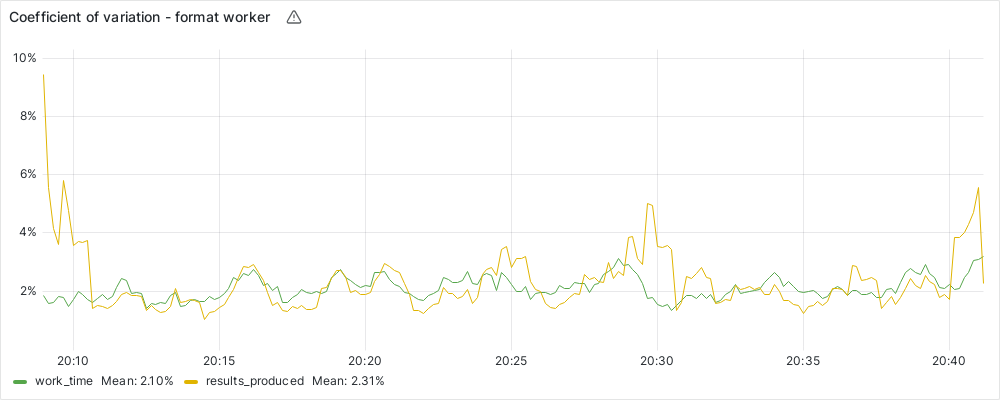 Coefficient of variation - format worker
10%
8%
6%
4%
2%
20:10 20:15 20:20 20:25 20:30 20:35 20:40
work_time Mean: 2.10% results_produced Mean: 2.31%